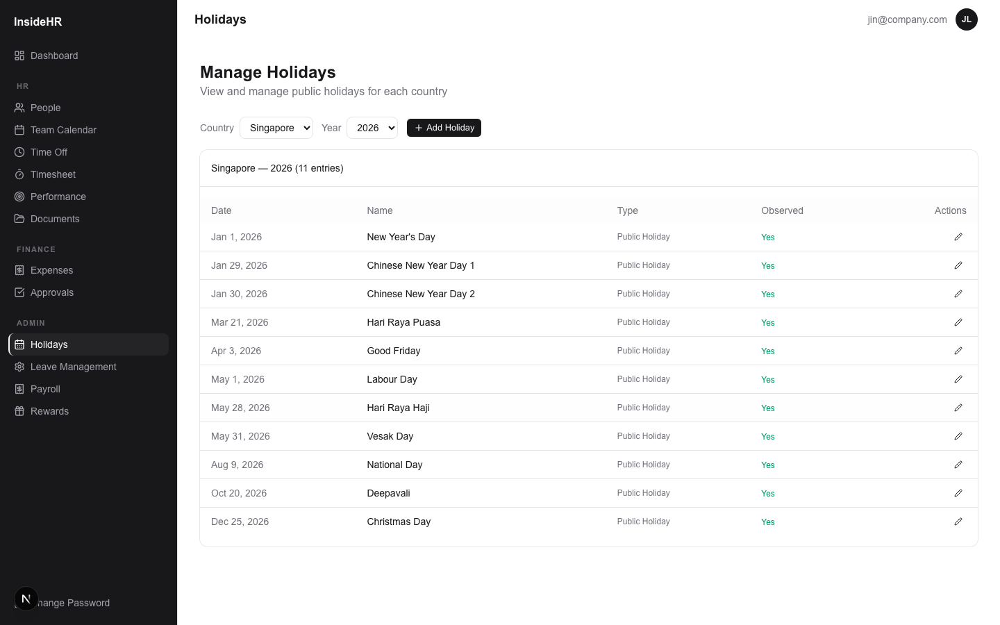 InsideHR
Dashboard
HR
People
Team Calendar
Time Off
Timesheet
Performance
Documents
FINANCE
Expenses
Approvals
ADMIN
Holidays
Leave Management
Payroll
Rewards
N
hange Password
Holidays
jin@company.com JL
Manage Holidays
View and manage public holidays for each country
Country Singapore Year 2026 + Add Holiday
Singapore — 2026 (11 entries)
Date Name Type Observed Actions
Jan 1, 2026 New Year's Day Public Holiday Yes
Jan 29, 2026 Chinese New Year Day 1 Public Holiday Yes
Jan 30, 2026 Chinese New Year Day 2 Public Holiday Yes
Mar 21, 2026 Hari Raya Puasa Public Holiday Yes
Apr 3, 2026 Good Friday Public Holiday Yes
May 1, 2026 Labour Day Public Holiday Yes
May 28, 2026 Hari Raya Haji Public Holiday Yes
May 31, 2026 Vesak Day Public Holiday Yes
Aug 9, 2026 National Day Public Holiday Yes
Oct 20, 2026 Deepavali Public Holiday Yes
Dec 25, 2026 Christmas Day Public Holiday Yes